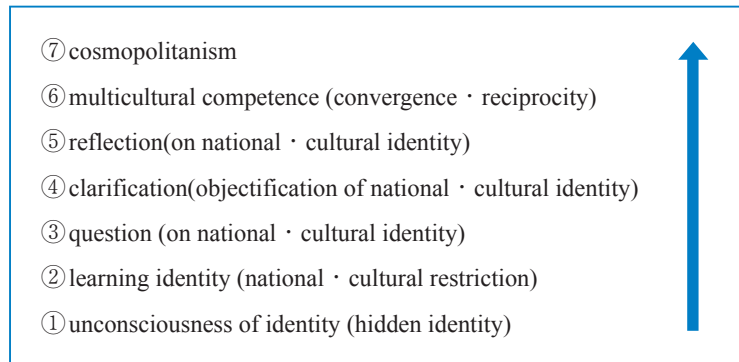 ⑦cosmopolitanism
⑥multicultural competence (convergence · reciprocity)
⑤reflection(on national · cultural identity)
④clarification(objectification of national · cultural identity)
③question (on national · cultural identity)
②learning identity (national · cultural restriction)
①unconsciousness of identity (hidden identity)